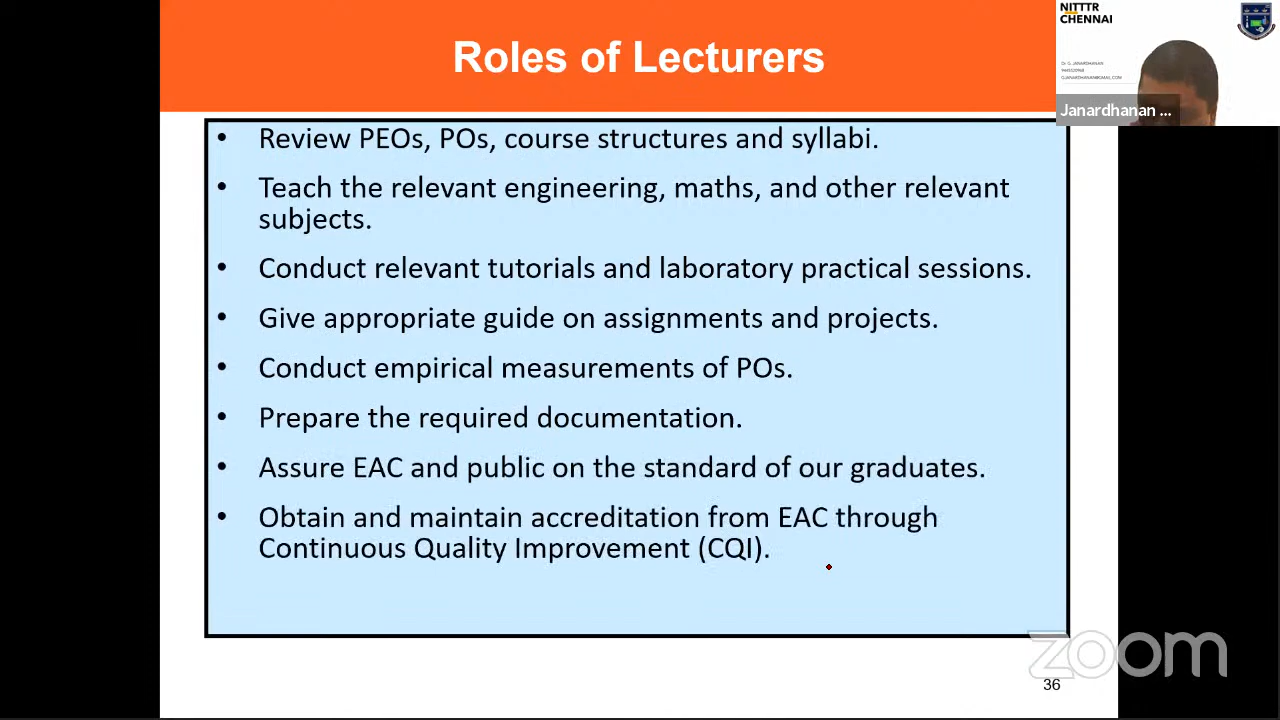 Roles of Lecturers
NITTTR
CHENNAI
Janardhanan ...
• Review PEOs, POs, course structures and syllabi.
• Teach the relevant engineering, maths, and other relevant
subjects.
• Conduct relevant tutorials and laboratory practical sessions.
• Give appropriate guide on assignments and projects.
• Conduct empirical measurements of POs.
• Prepare the required documentation.
• Assure EAC and public on the standard of our graduates.
• Obtain and maintain accreditation from EAC through
Continuous Quality Improvement (CQI).
zoom
36